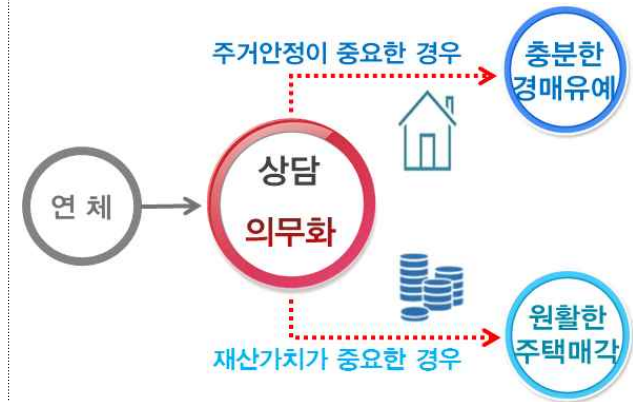 주거안정이 중요한 경우
충분한
경매유예
연 체
상담
의무화
원활한
주택매각
재산가치가 중요한 경우